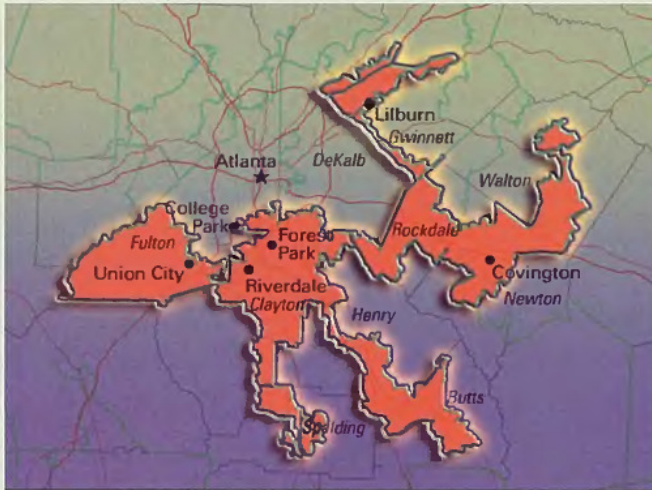 Lilburn
Gwinnett
Atlanta
DeKalb
Walton
College
Park
Fulton
Forest
Park
Rockdale
Union City
Riverdale
Covington
Clayton
Newton
Henry
Butts
Spalding